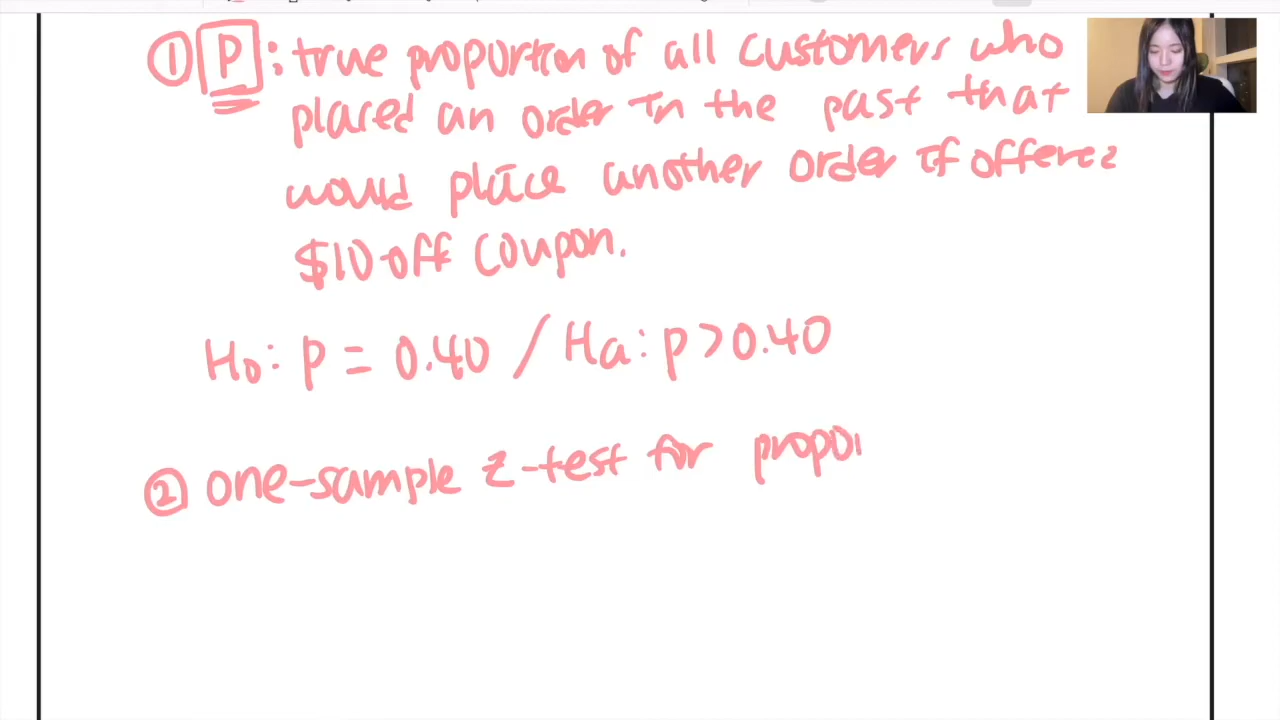 ① P : true proportion of all customers who
placed an order in the past that
would place another order if offered
$10-off coupon.
H₀: p = 0.40 / Hₐ: p > 0.40
② one-sample z-test for propor